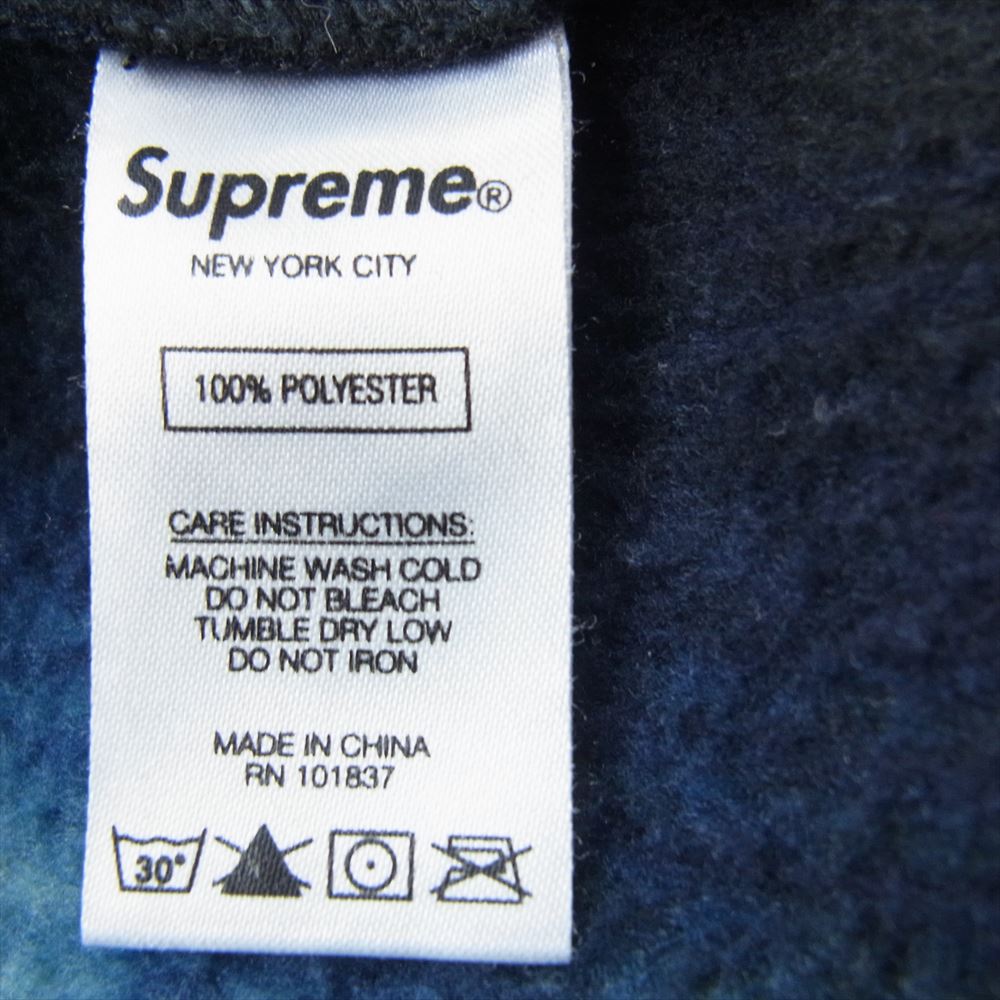 Supreme®
NEW YORK CITY
100% POLYESTER
CARE INSTRUCTIONS:
MACHINE WASH COLD
DO NOT BLEACH
TUMBLE DRY LOW
DO NOT IRON
MADE IN CHINA
RN 101837
30°